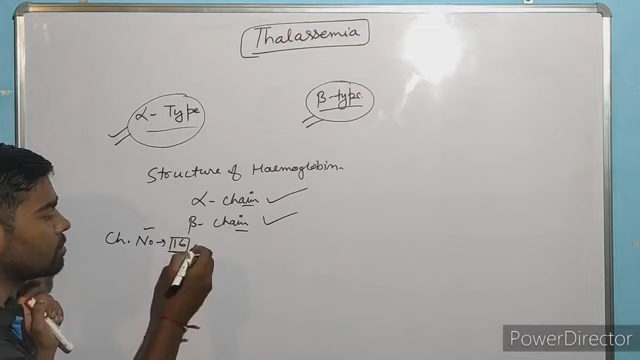 Thalassemia
α- Type
β-type
Structure of Haemoglobin
α- chain
β- chain
Ch. No → 16
PowerDirector